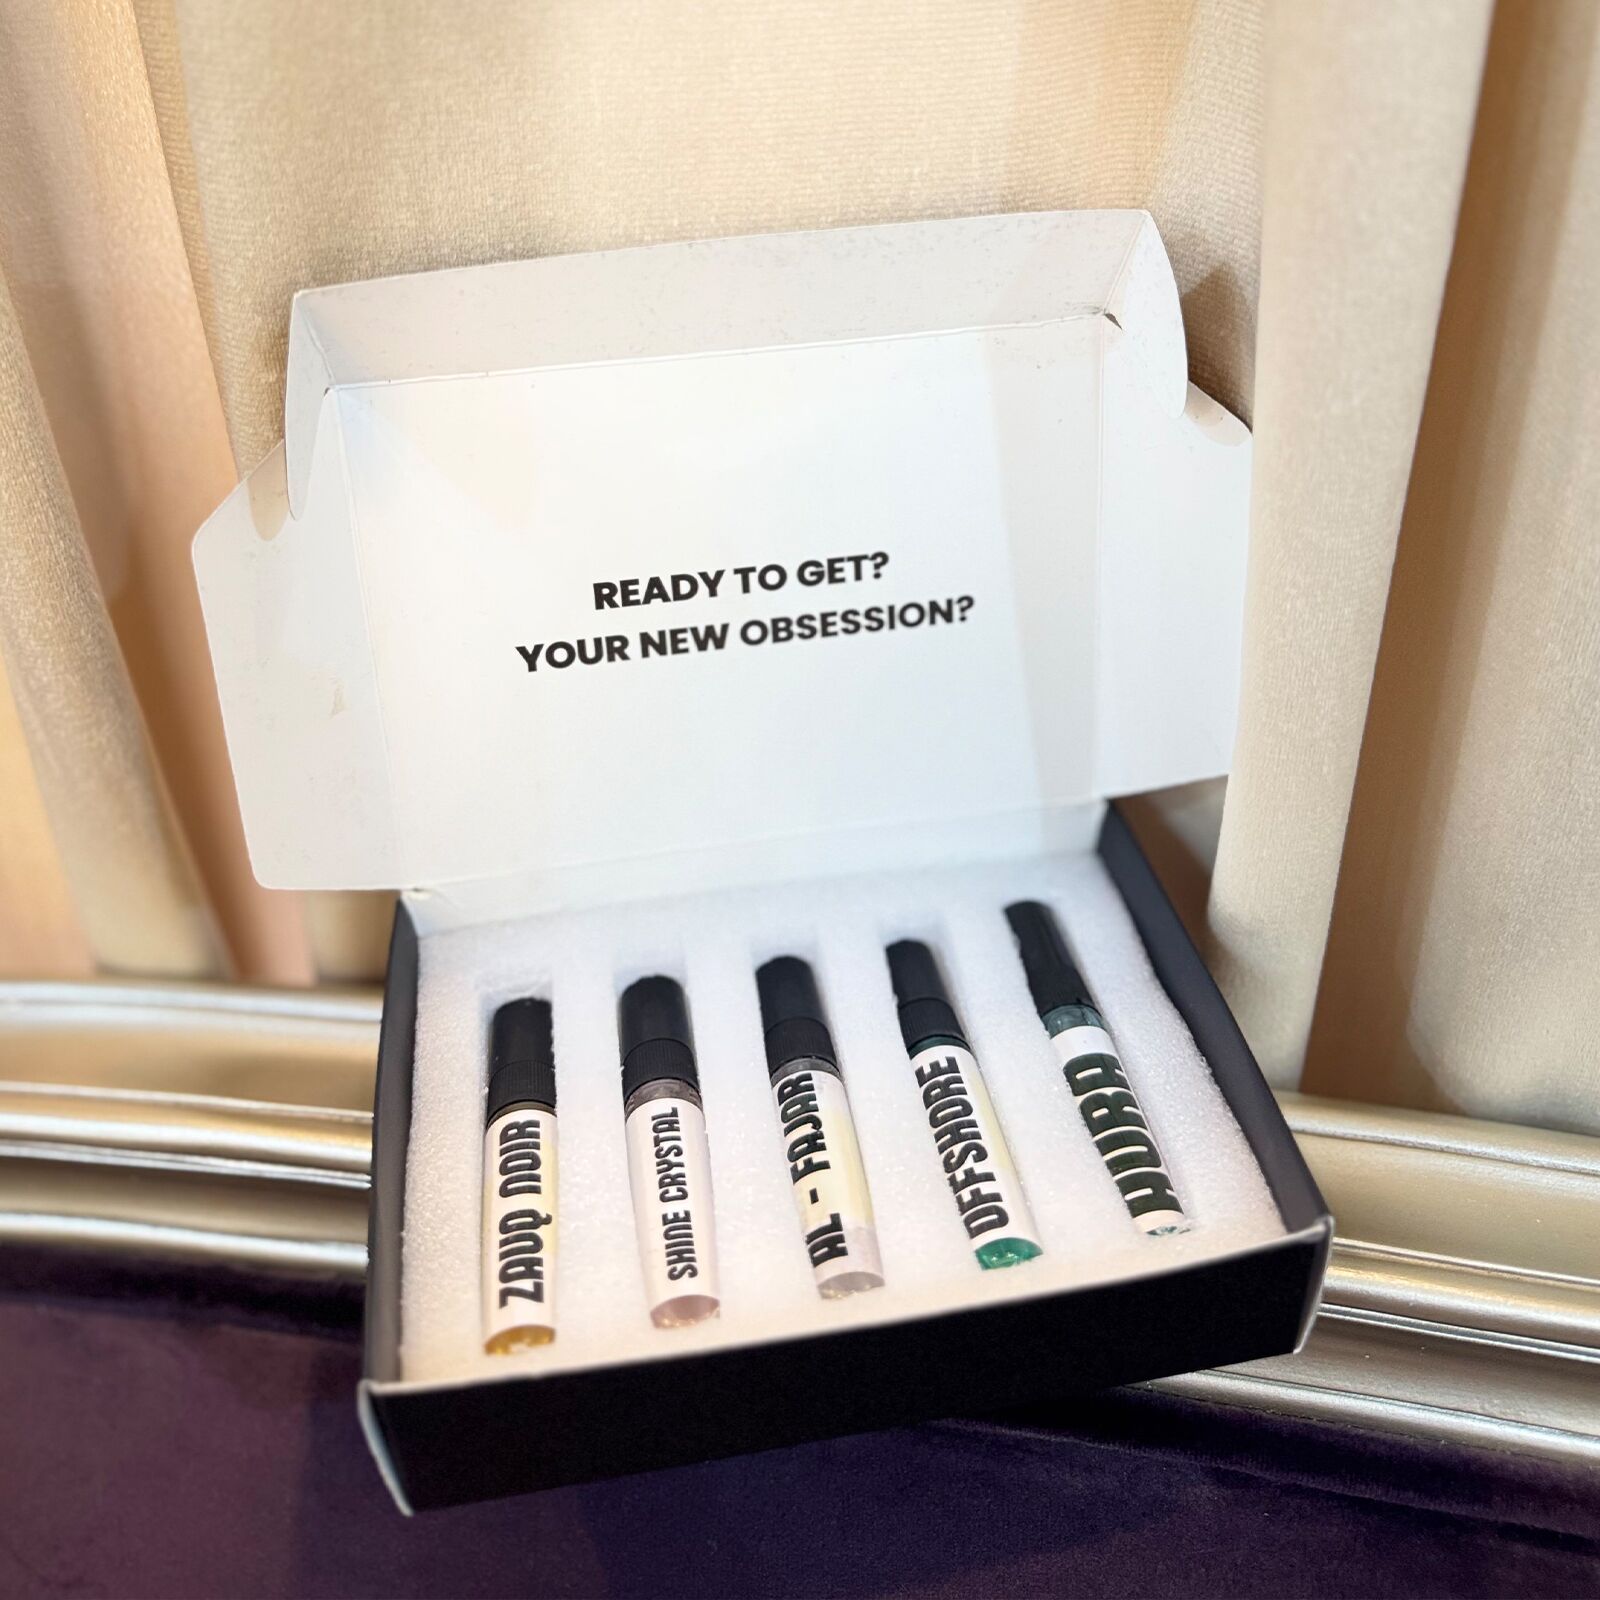 READY TO GET?
YOUR NEW OBSESSION?
ZAUQ NOIR
SHINE CRYSTAL
AL - FAJAR
OFFSHORE
HURA